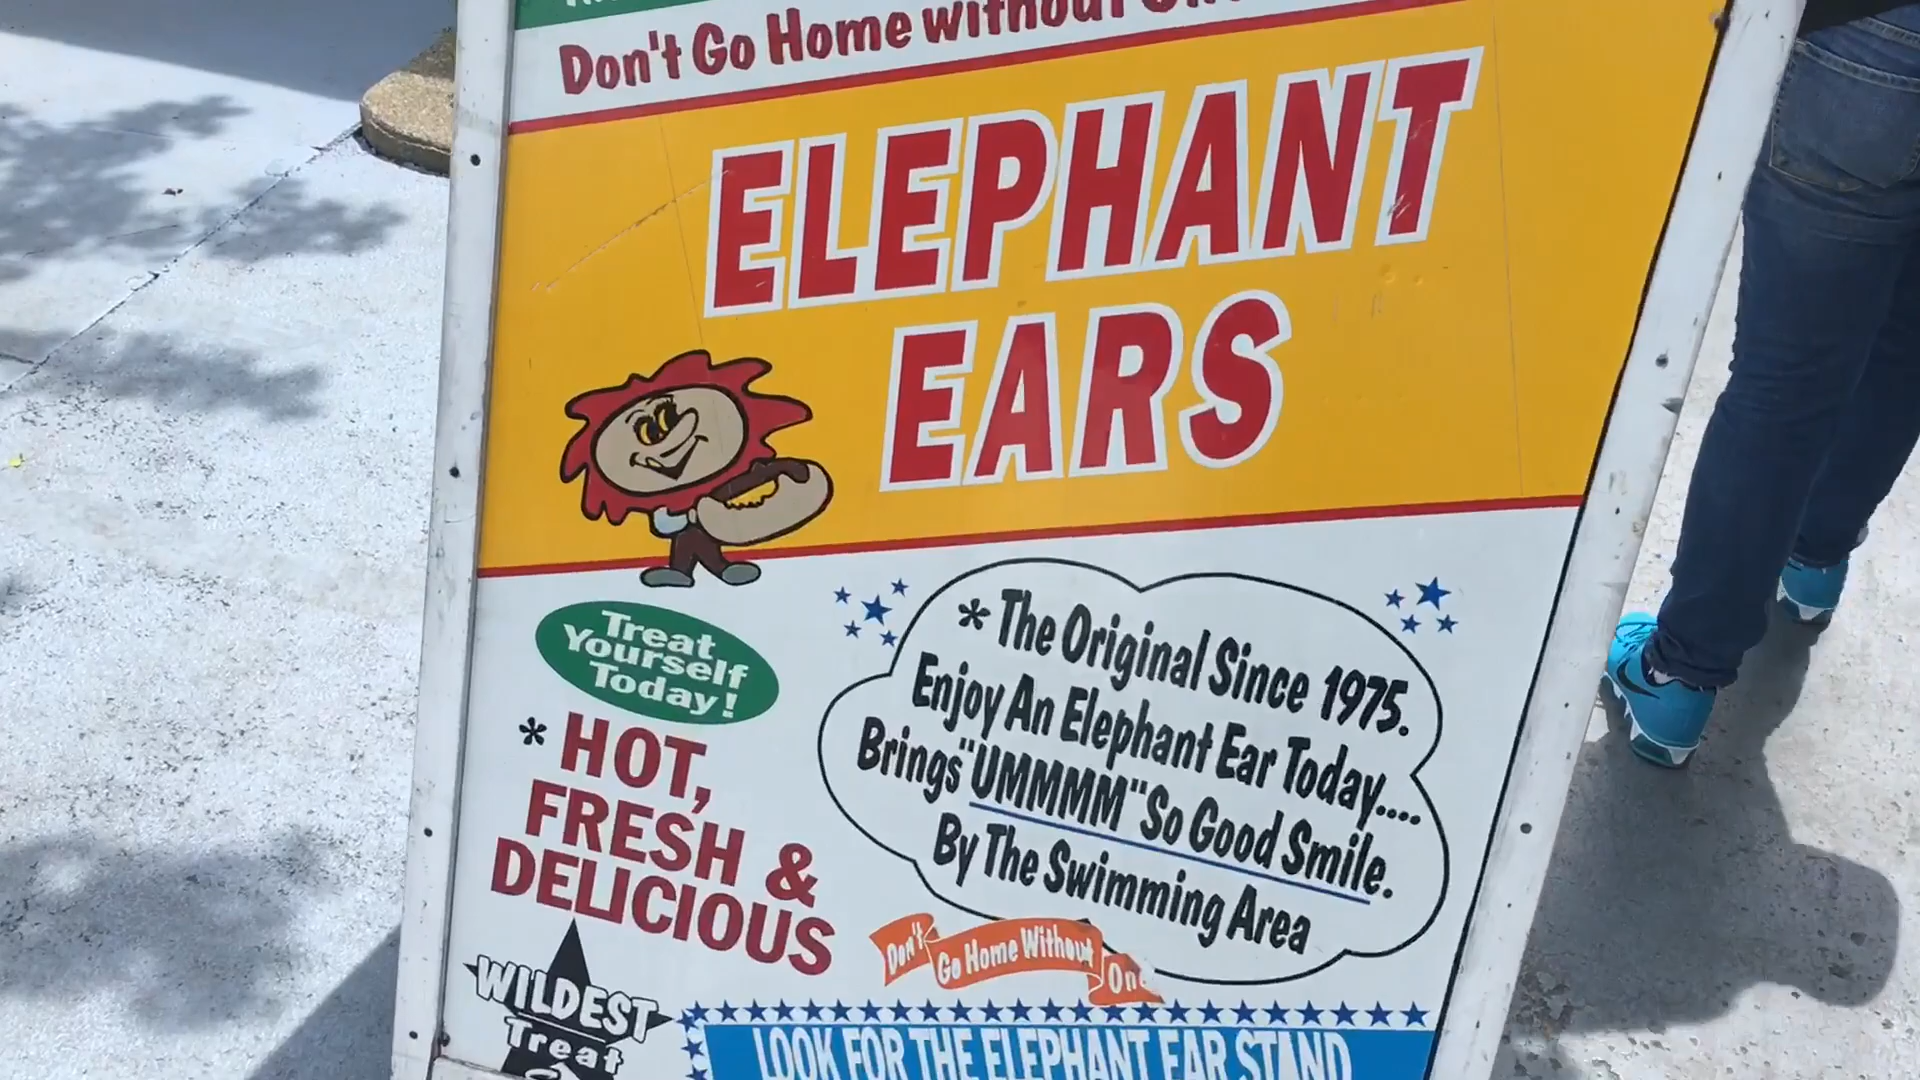 Don't Go Home without
ELEPHANT
EARS
Treat
Yourself
Today!
* HOT,
FRESH &
DELICIOUS
* The Original Since 1975.
Enjoy An Elephant Ear Today....
Brings "UMMMM" So Good Smile.
By The Swimming Area
Don't Go Home Without One
WILDEST
Treat
LOOK FOR THE ELEPHANT EAR STAND